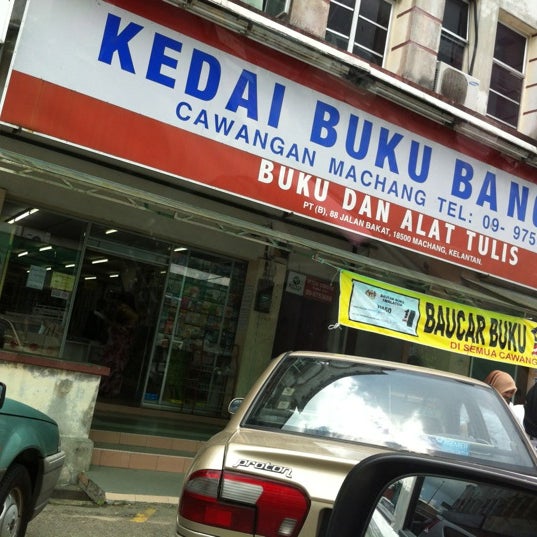 KEDAI BUKU BANG
CAWANGAN MACHANG TEL: 09- 975
BUKU DAN ALAT TULIS
PT (B), 88 JALAN BAKAT, 18500 MACHANG, KELANTAN.
BAUCAR BUKU
DI SEMUA CAWANG
proton